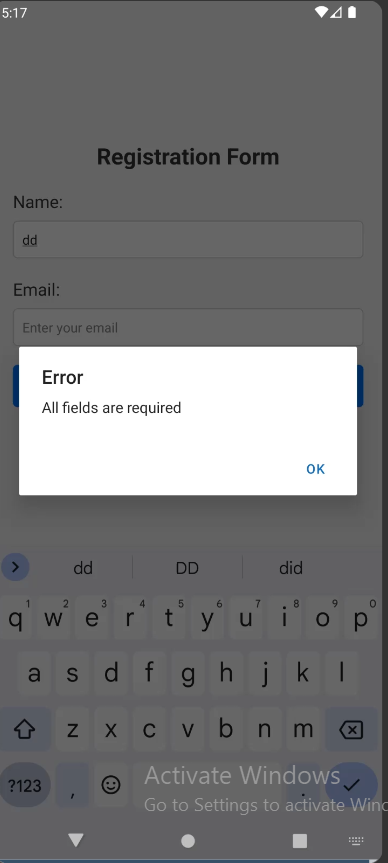 5:17
Registration Form
Name:
dd
Email:
Enter your email
Error
All fields are required
OK
dd DD did
q1 w2 e3 r4 t5 y6 u7 i8 o9 p0
a s d f g h j k l
z x c v b n m
?123 , .
Activate Windows
Go to Settings to activate Winc